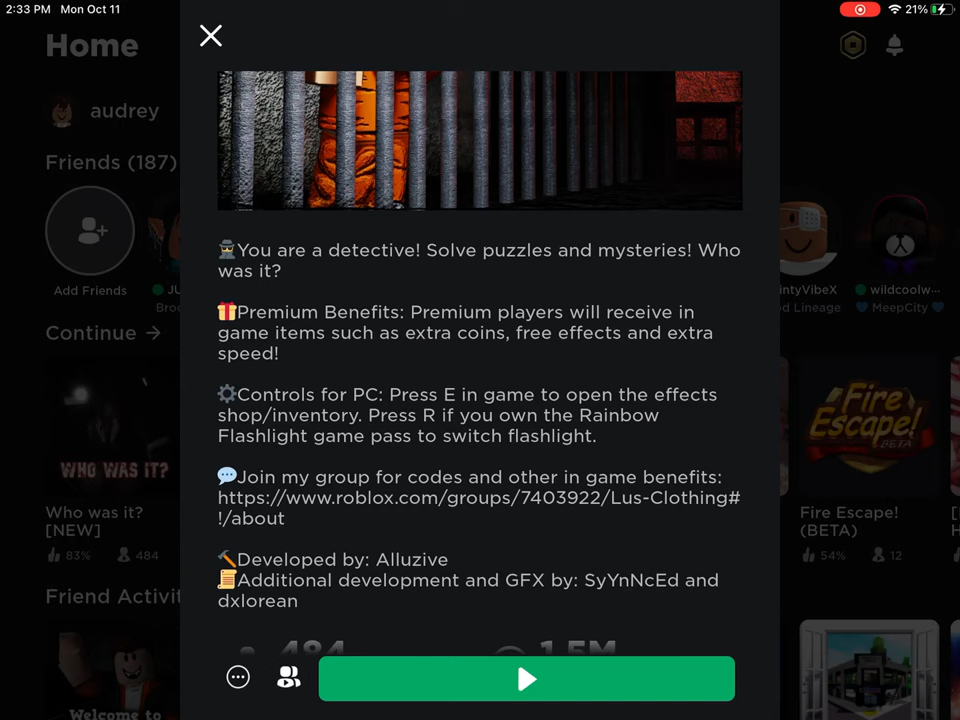 2:33 PM Mon Oct 11
21%
Home
audrey
Friends (187)
Add Friends
Continue →
WHO WAS IT?
Who was it?
[NEW]
83% 484
Friend Activit
Welcome to
You are a detective! Solve puzzles and mysteries! Who
was it?
Premium Benefits: Premium players will receive in
game items such as extra coins, free effects and extra
speed!
Controls for PC: Press E in game to open the effects
shop/inventory. Press R if you own the Rainbow
Flashlight game pass to switch flashlight.
Join my group for codes and other in game benefits:
https://www.roblox.com/groups/7403922/Lus-Clothing#
!/about
Developed by: Alluzive
Additional development and GFX by: SyYnNcEd and
dxlorean
484 1.5M
ntyVibeX
d Lineage
wildcoolw...
MeepCity
Fire
Escape!
BETA
Fire Escape!
(BETA)
54% 12